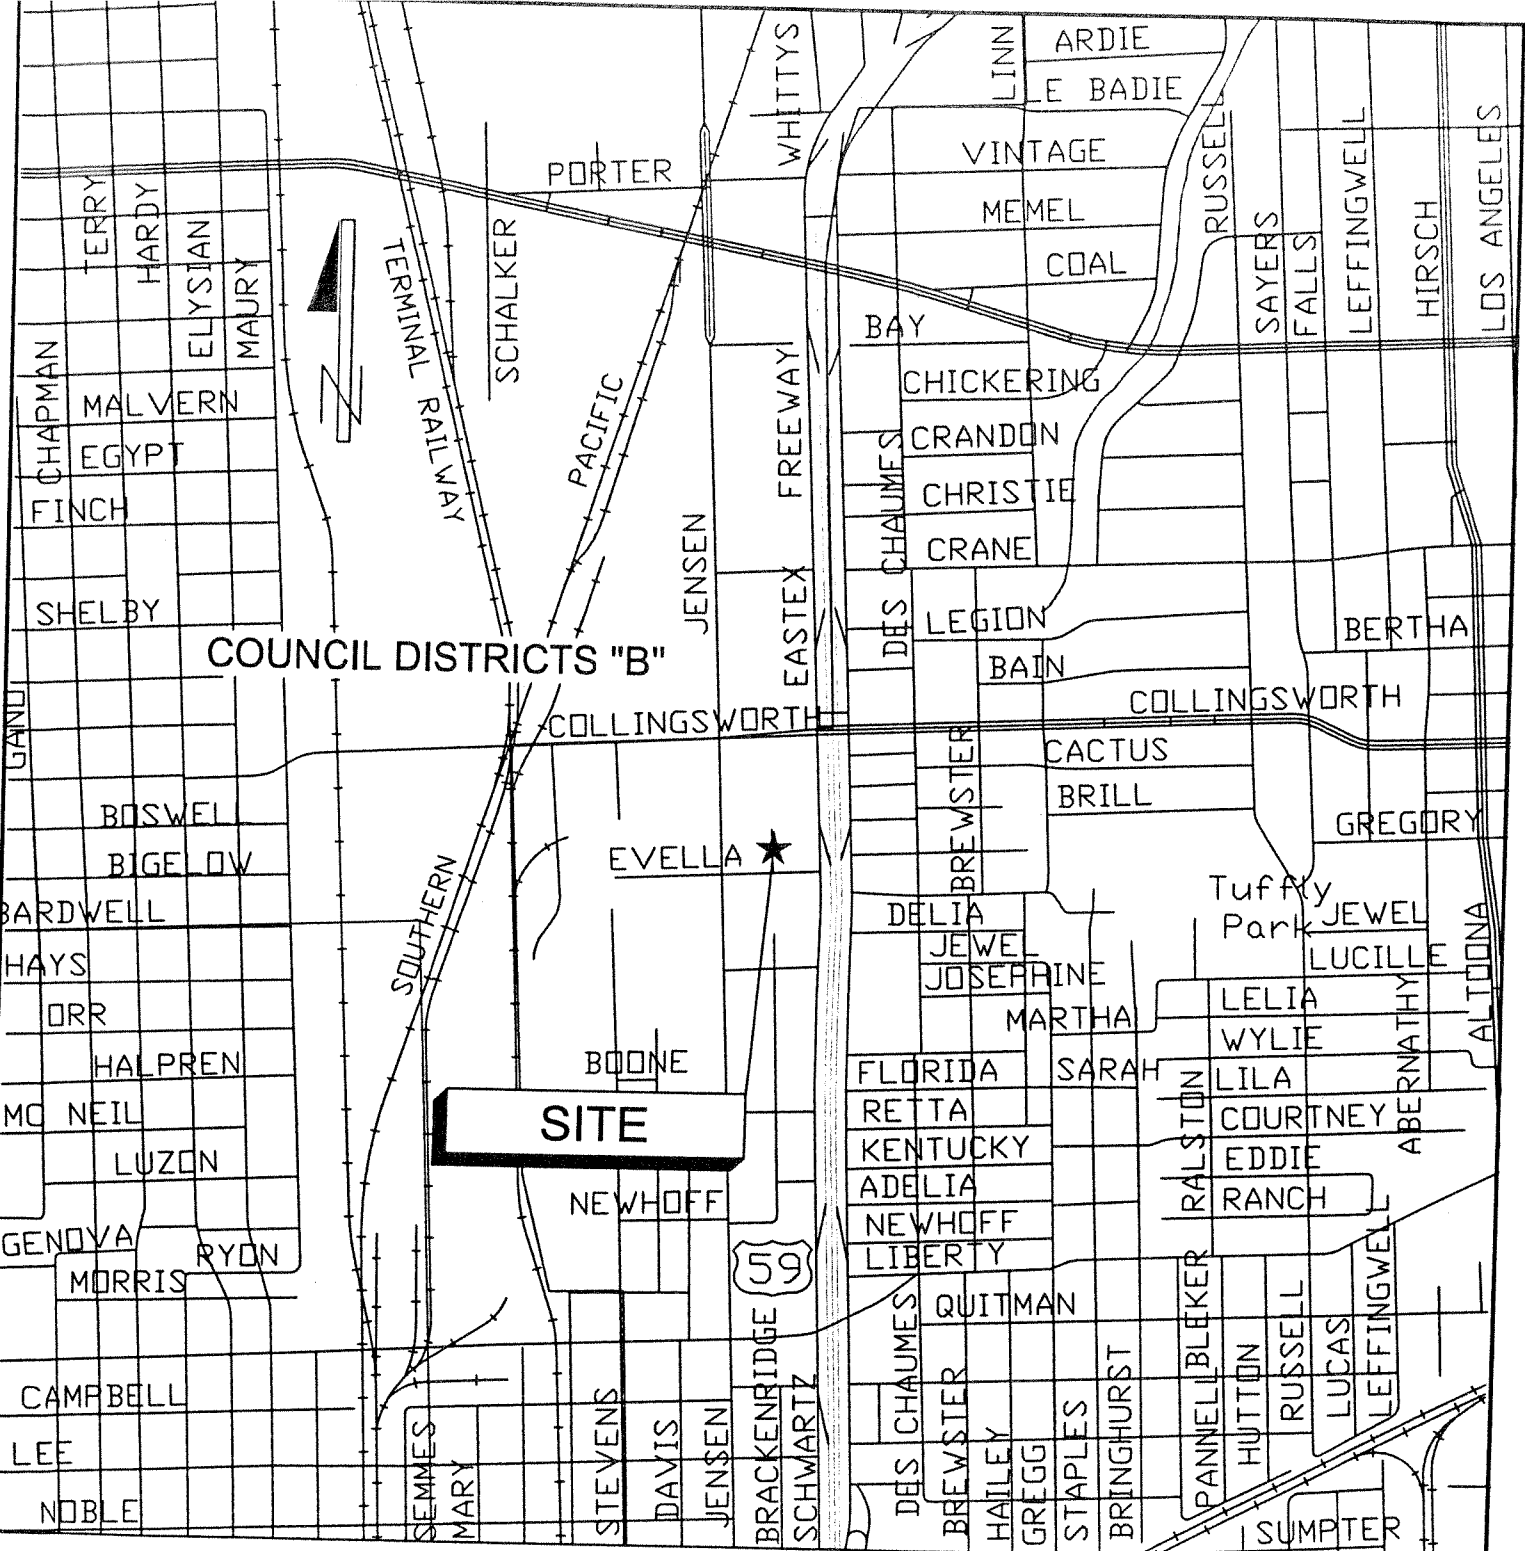 WHITTYS
LINN
ARDIE
LE BADIE
RUSSELL
VINTAGE
PORTER
MEMEL
COAL
TERRY
HARDY
ELYSIAN
MAURY
TERMINAL RAILWAY
SCHALKER
SAYERS
FALLS
LEFFINGWELL
HIRSCH
LOS ANGELES
BAY
CHAPMAN
MALVERN
N
PACIFIC
FREEWAY
CHICKERING
EGYPT
CRANDON
FINCH
CHRISTIE
CRANE
JENSEN
EASTEX
DES CHAUMES
SHELBY
LEGION
BERTHA
COUNCIL DISTRICTS "B"
BAIN
GANO
COLLINGSWORTH
COLLINGSWORTH
CACTUS
BREWSTER
BRILL
BOSWELL
GREGORY
BIGELOW
EVELLA
SOUTHERN
Tuffly
Park
BARDWELL
DELIA
JEWEL
JEWEL
HAYS
LUCILLE
JOSEPHINE
ALTOONA
ORR
MARTHA
LELIA
WYLIE
ABERNATHY
HALPREN
BOONE
FLORIDA
SARAH
LILA
RALSTON
MC NEIL
SITE
RETTA
COURTNEY
KENTUCKY
LUZON
EDDIE
ADELIA
NEWHOFF
RANCH
NEWHOFF
GENOVA
RYON
LIBERTY
MORRIS
59
QUITMAN
DES CHAUMES
PANNELL
BLEEKER
HUTTON
RUSSELL
LUCAS
LEFFINGWELL
CAMPBELL
LEE
NOBLE
SEMMES
MARY
STEVENS
DAVIS
JENSEN
BRACKENRIDGE
SCHWARTZ
BREWSTER
HAILEY
GREGG
STAPLES
BRINGHURST
SUMPTER